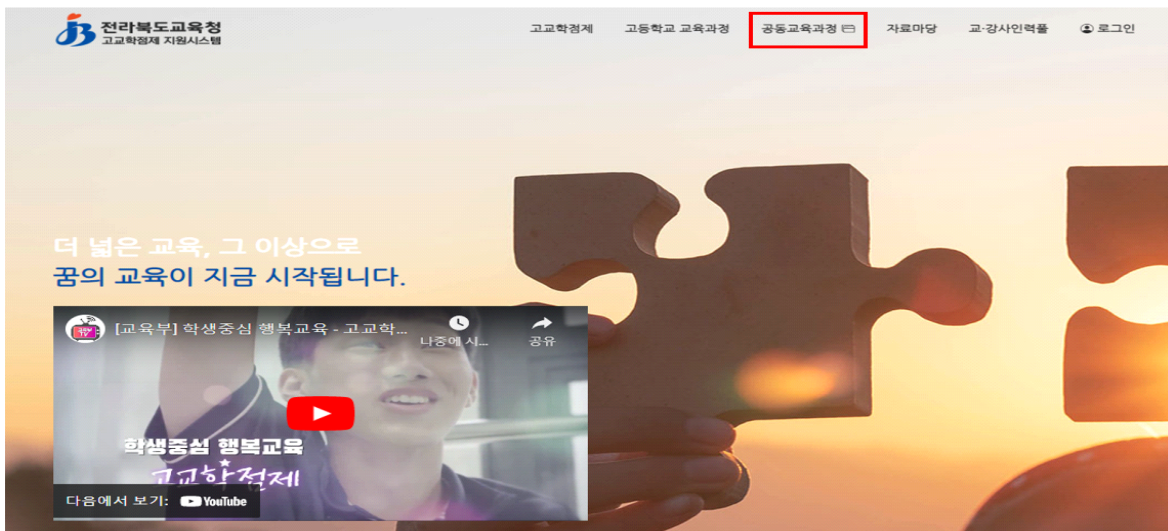 전라북도교육청
고교학점제 지원시스템
고교학점제 고등학교 교육과정 공동교육과정 자료마당 교·강사인력풀 로그인
더 넓은 교육, 그 이상으로
꿈의 교육이 지금 시작됩니다.
[교육부] 학생중심 행복교육 - 고교학...
나중에 시... 공유
학생중심 행복교육
고교학점제
다음에서 보기: YouTube